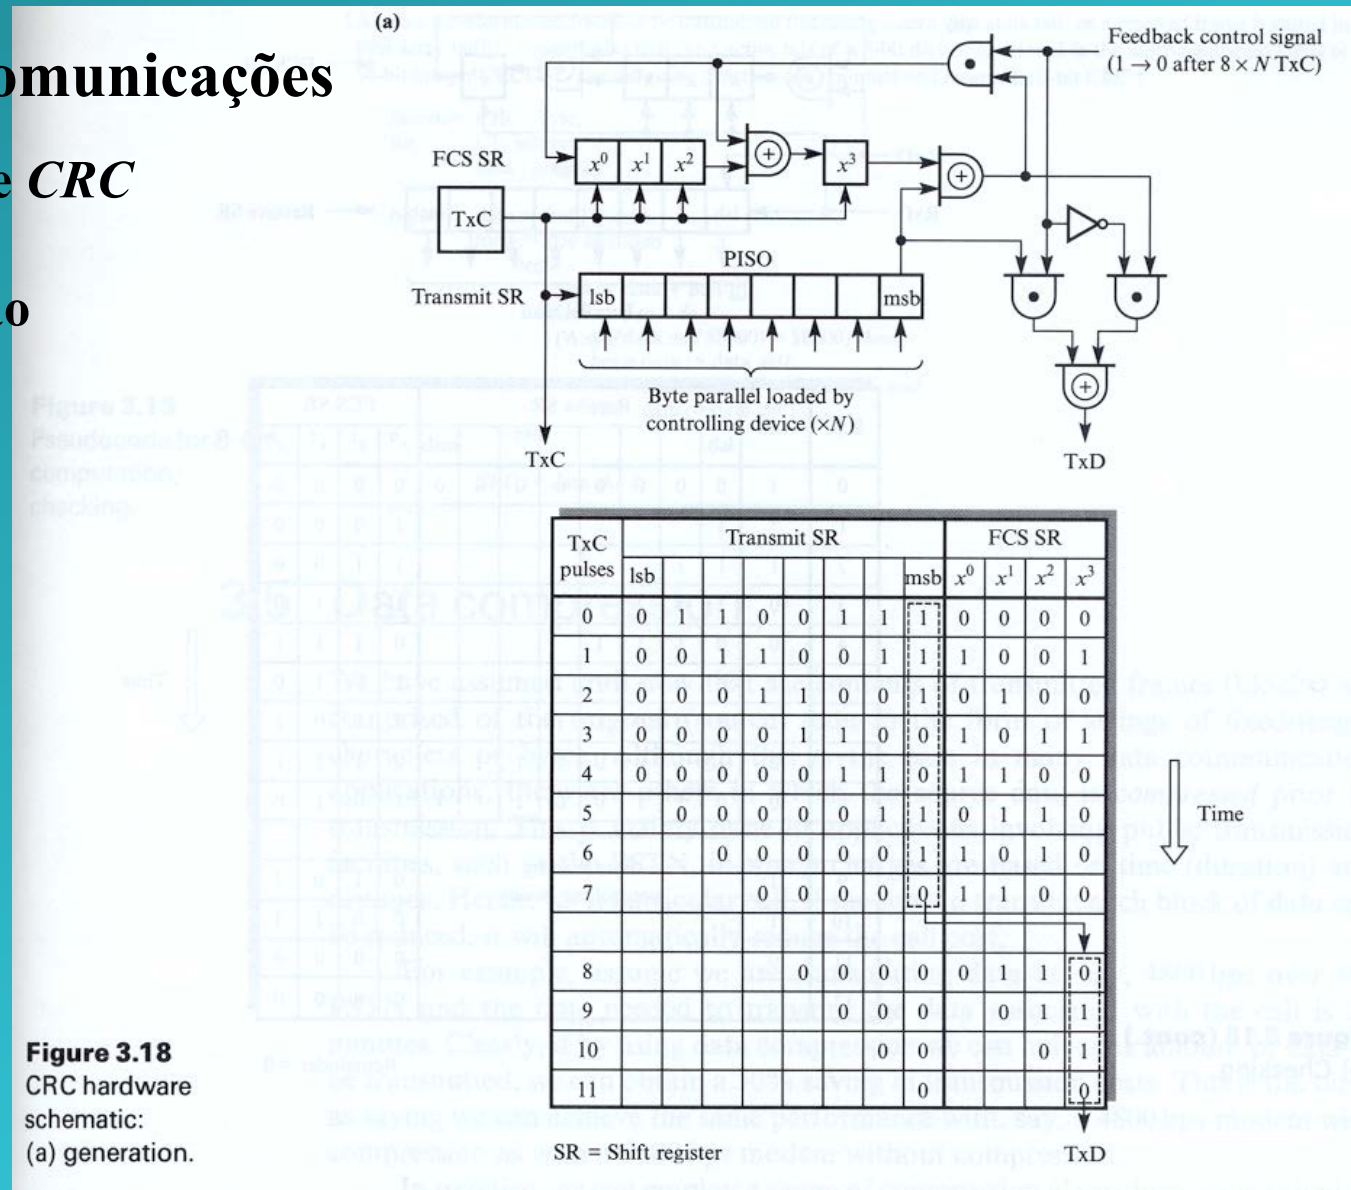 (a)
omunicações
e CRC
o
Feedback control signal
(1 → 0 after 8 × N TxC)
FCS SR
x⁰ x¹ x² + x³ +
TxC
PISO
Transmit SR
lsb msb
Byte parallel loaded by
controlling device (×N)
+
TxC
TxD
TxC pulses Transmit SR FCS SR
lsb msb x⁰ x¹ x² x³
0 0 1 1 0 0 1 1 1 0 0 0 0
1 0 0 1 1 0 0 1 1 1 0 0 1
2 0 0 0 1 1 0 0 1 0 1 0 0
3 0 0 0 0 1 1 0 0 1 0 1 1
4 0 0 0 0 0 1 1 0 1 1 0 0
5 0 0 0 0 0 1 1 0 1 1 0
6 0 0 0 0 0 1 1 0 1 0
7 0 0 0 0 0 1 1 0 0
8 0 0 0 0 0 1 1 0
9 0 0 0 0 1 1
10 0 0 0 1
11 0 0
Time
SR = Shift register
TxD
Figure 3.18
CRC hardware
schematic:
(a) generation.